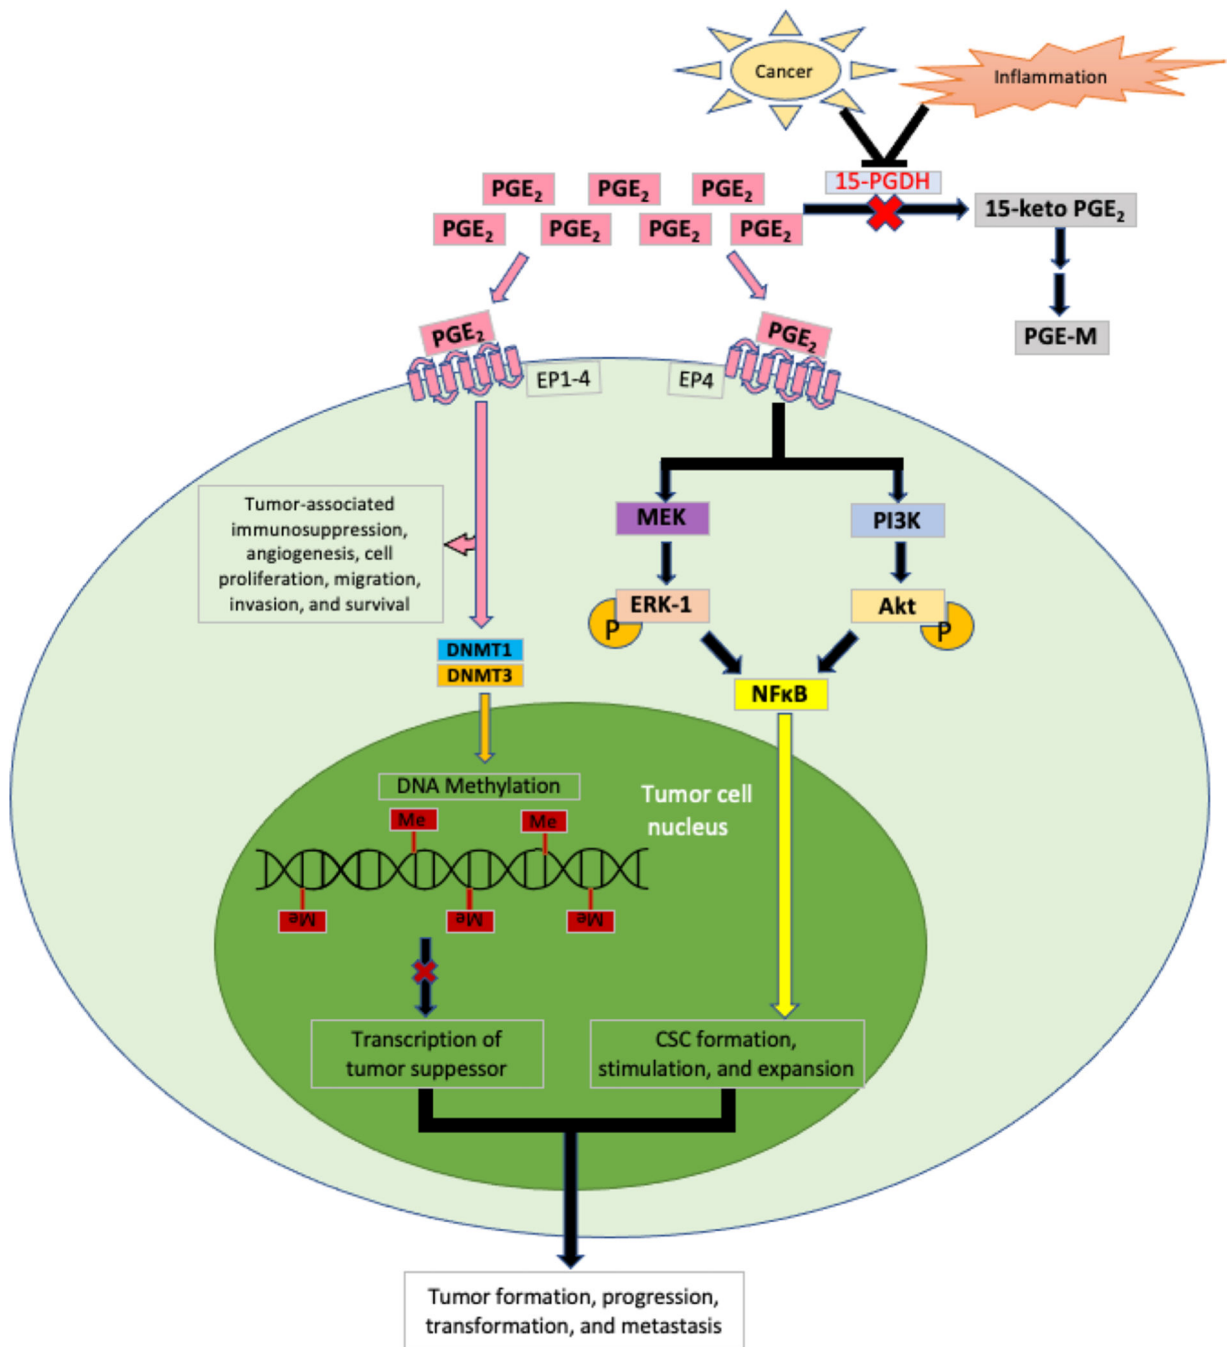 Cancer
Inflammation
15-PGDH
PGE₂ PGE₂ PGE₂
15-keto PGE₂
PGE₂ PGE₂ PGE₂ PGE₂
PGE-M
PGE₂
PGE₂
EP1-4
EP4
Tumor-associated
immunosuppression,
angiogenesis, cell
proliferation, migration,
invasion, and survival
MEK
PI3K
ERK-1
P
Akt
P
DNMT1
DNMT3
NFκB
DNA Methylation
Tumor cell
nucleus
Me Me
Me Me Me
Transcription of
tumor suppessor
CSC formation,
stimulation, and expansion
Tumor formation, progression,
transformation, and metastasis